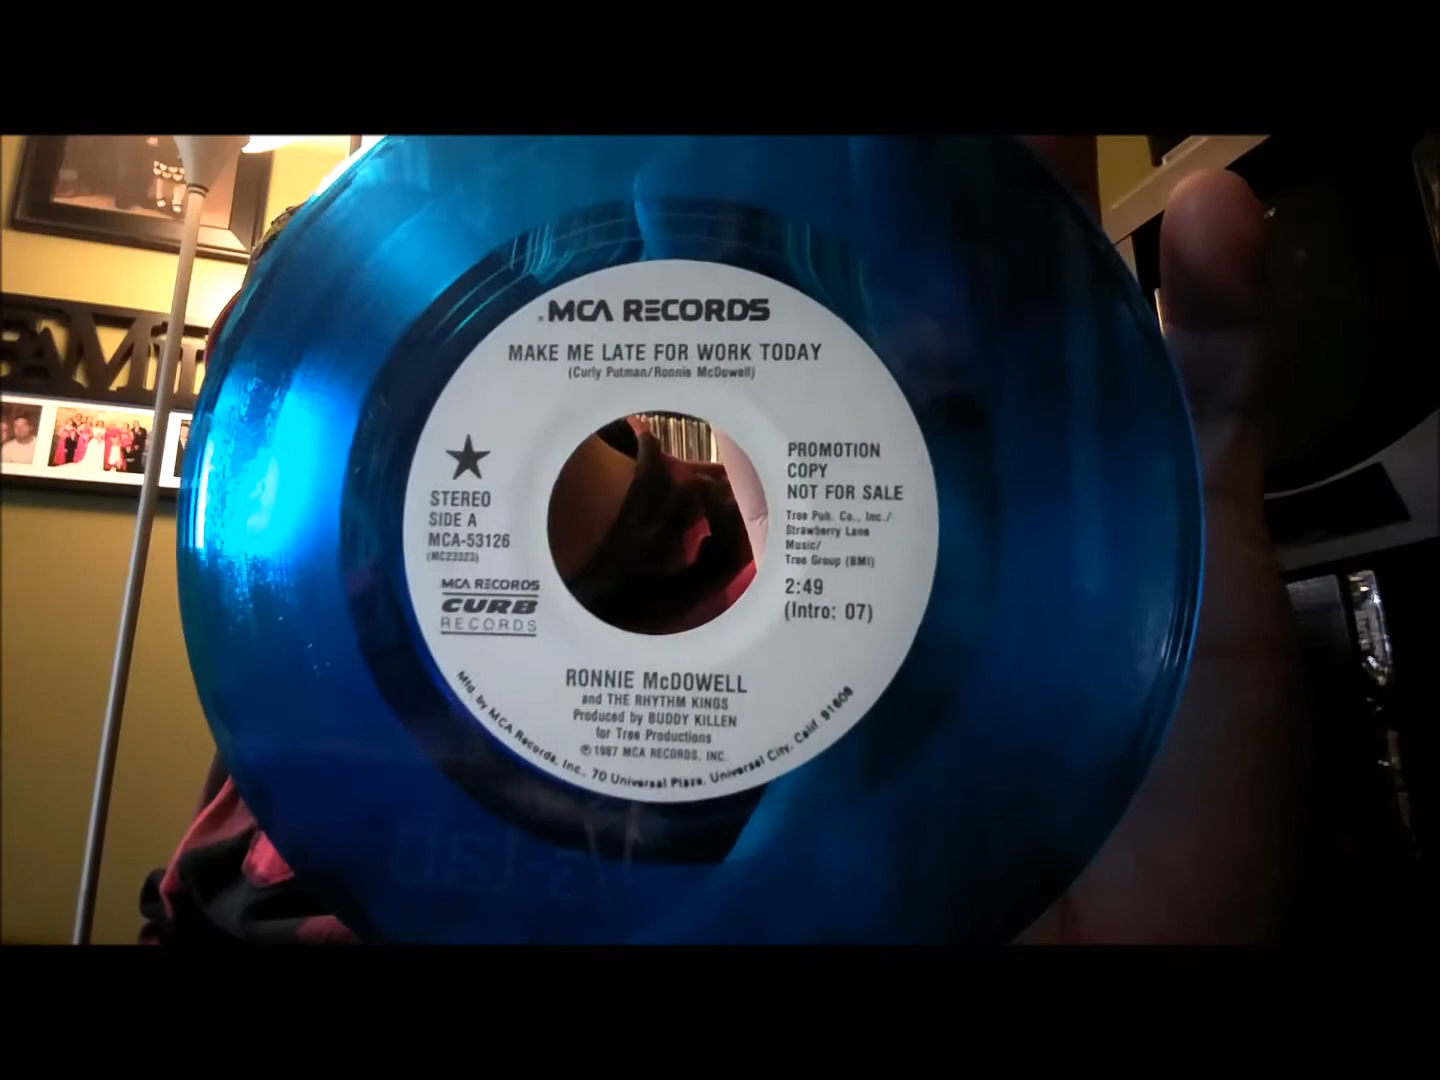 MCA RECORDS
MAKE ME LATE FOR WORK TODAY
(Curly Putman/Ronnie McDowell)
STEREO
SIDE A
MCA-53126
(MC23323)
MCA RECORDS
CURB
RECORDS
PROMOTION
COPY
NOT FOR SALE
Tree Pub. Co., Inc./
Strawberry Lane
Music/
Tree Group (BMI)
2:49
(Intro: 07)
RONNIE McDOWELL
and THE RHYTHM KINGS
Produced by BUDDY KILLEN
for Tree Productions
©1987 MCA RECORDS, INC.
Mfd. by MCA Records, Inc., 70 Universal Plaza, Universal City, Calif. 91608
FAMI